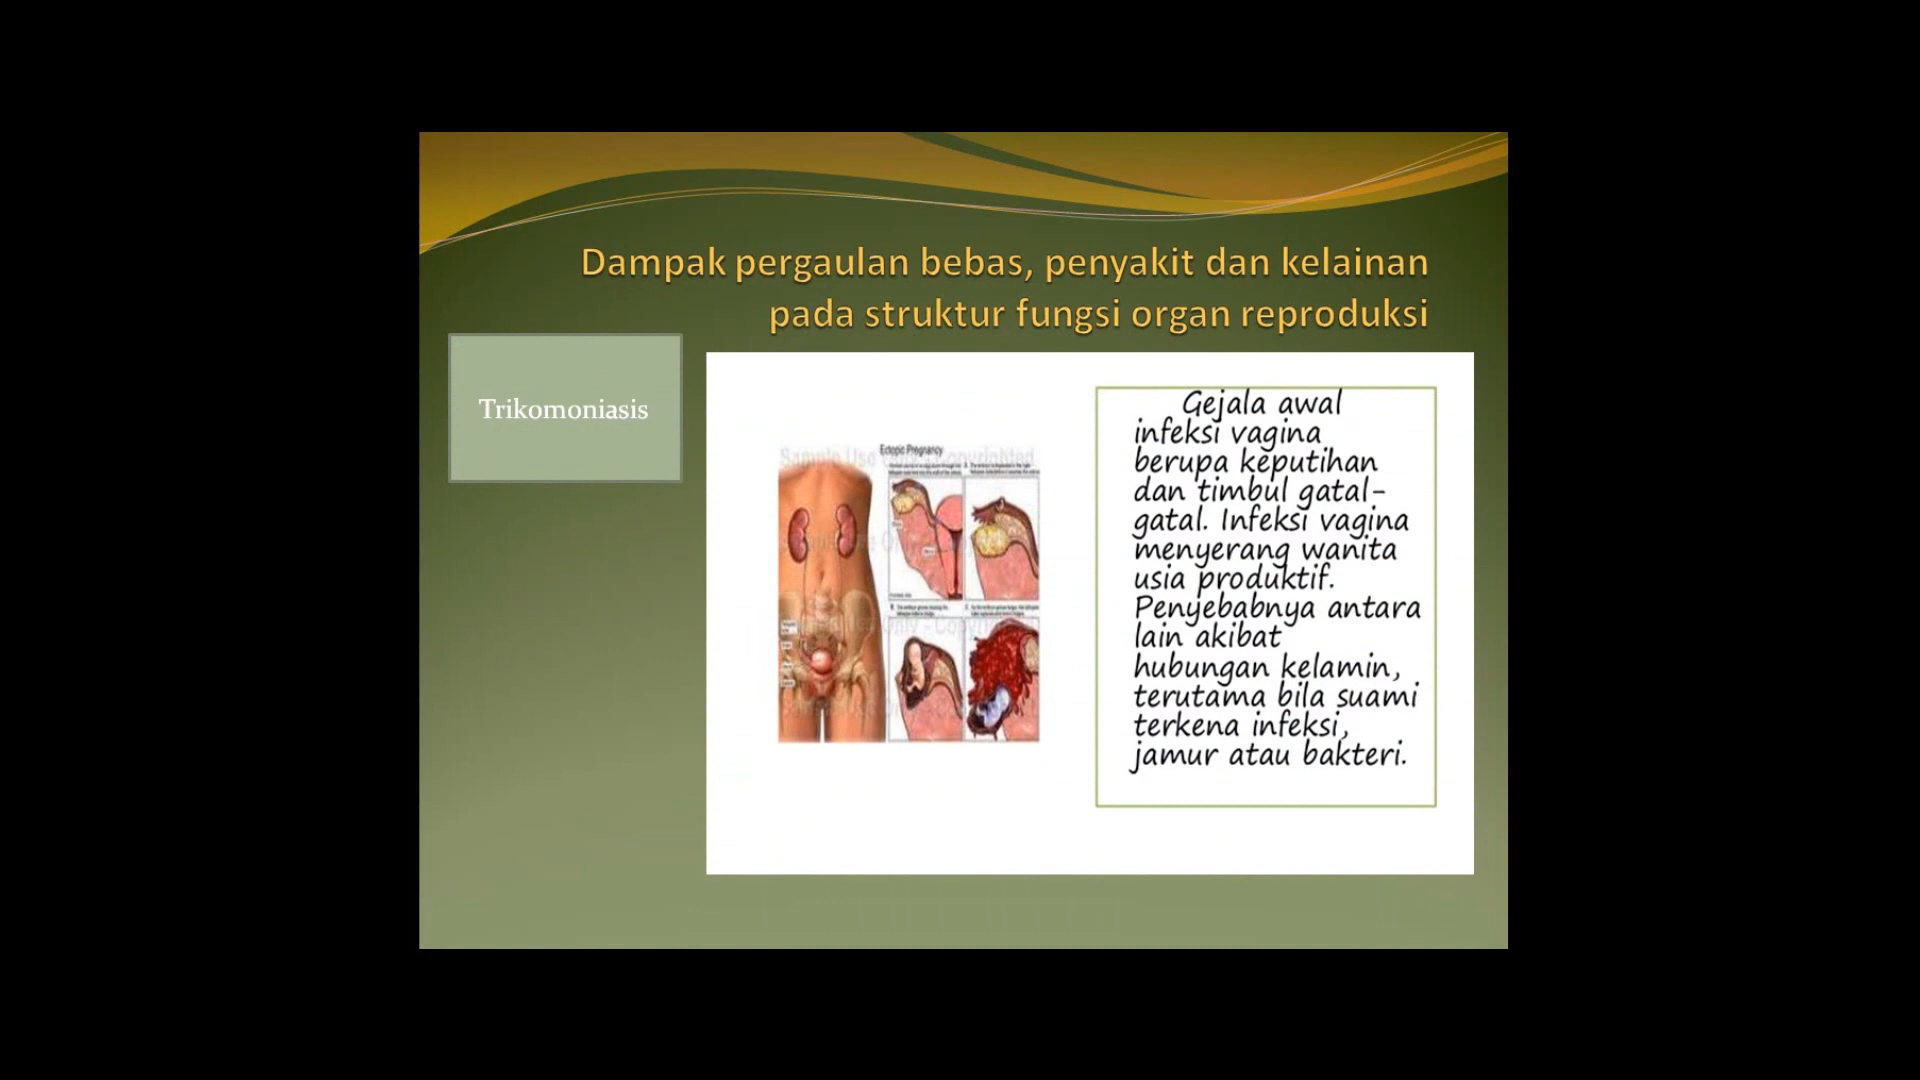 Dampak pergaulan bebas, penyakit dan kelainan
pada struktur fungsi organ reproduksi
Trikomoniasis
Ectopic Pregnancy
Gejala awal
infeksi vagina
berupa keputihan
dan timbul gatal-
gatal. Infeksi vagina
menyerang wanita
usia produktif.
Penyebabnya antara
lain akibat
hubungan kelamin,
terutama bila suami
terkena infeksi,
jamur atau bakteri.